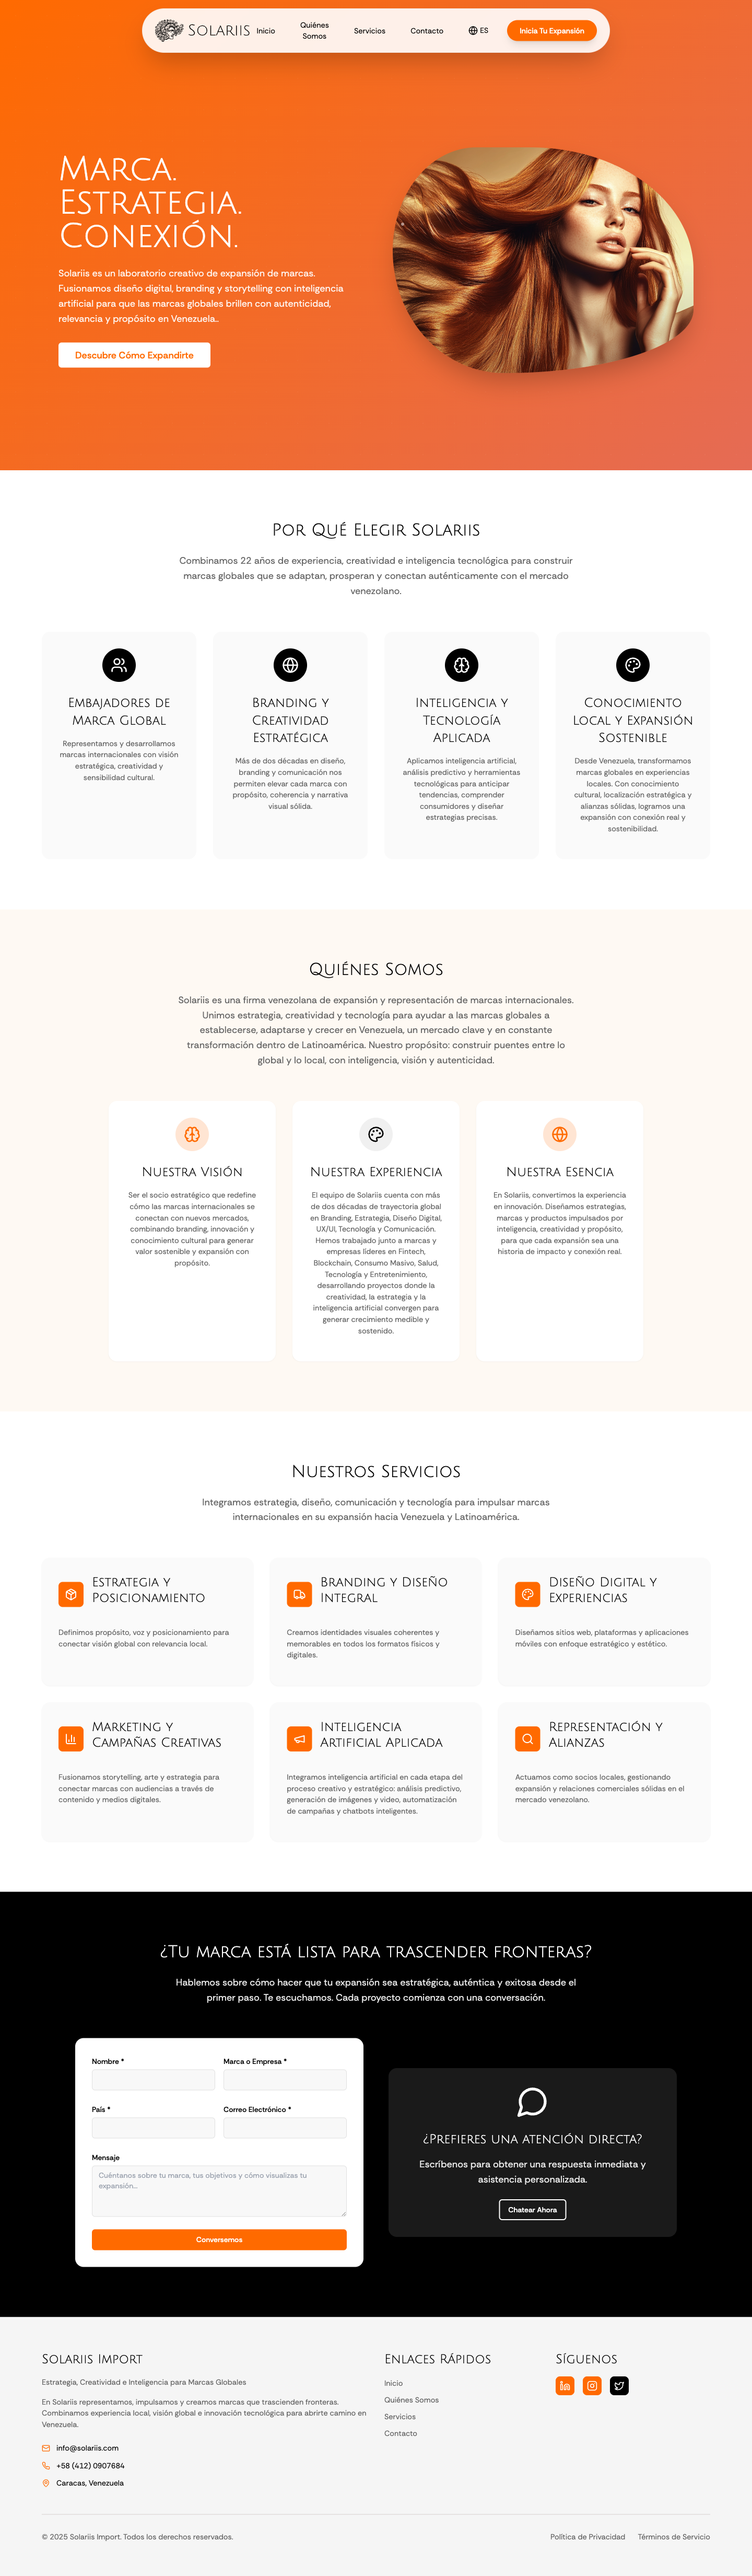 Solariis
Inicio
Quiénes
Somos
Servicios
Contacto
ES
Inicia Tu Expansión
Marca.
Estrategia.
Conexión.
Solariis es un laboratorio creativo de expansión de marcas.
Fusionamos diseño digital, branding y storytelling con inteligencia
artificial para que las marcas globales brillen con autenticidad,
relevancia y propósito en Venezuela..
Descubre Cómo Expandirte
Por Qué Elegir Solariis
Combinamos 22 años de experiencia, creatividad e inteligencia tecnológica para construir
marcas globales que se adaptan, prosperan y conectan auténticamente con el mercado
venezolano.
Embajadores de
Marca Global
Representamos y desarrollamos
marcas internacionales con visión
estratégica, creatividad y
sensibilidad cultural.
Branding y
Creatividad
Estratégica
Más de dos décadas en diseño,
branding y comunicación nos
permiten elevar cada marca con
propósito, coherencia y narrativa
visual sólida.
Inteligencia y
Tecnología
Aplicada
Aplicamos inteligencia artificial,
análisis predictivo y herramientas
tecnológicas para anticipar
tendencias, comprender
consumidores y diseñar
estrategias precisas.
Conocimiento
Local y Expansión
Sostenible
Desde Venezuela, transformamos
marcas globales en experiencias
locales. Con conocimiento
cultural, localización estratégica y
alianzas sólidas, logramos una
expansión con conexión real y
sostenibilidad.
Quiénes Somos
Solariis es una firma venezolana de expansión y representación de marcas internacionales.
Unimos estrategia, creatividad y tecnología para ayudar a las marcas globales a
establecerse, adaptarse y crecer en Venezuela, un mercado clave y en constante
transformación dentro de Latinoamérica. Nuestro propósito: construir puentes entre lo
global y lo local, con inteligencia, visión y autenticidad.
Nuestra Visión
Ser el socio estratégico que redefine
cómo las marcas internacionales se
conectan con nuevos mercados,
combinando branding, innovación y
conocimiento cultural para generar
valor sostenible y expansión con
propósito.
Nuestra Experiencia
El equipo de Solariis cuenta con más
de dos décadas de trayectoria global
en Branding, Estrategia, Diseño Digital,
UX/UI, Tecnología y Comunicación.
Hemos trabajado junto a marcas y
empresas líderes en Fintech,
Blockchain, Consumo Masivo, Salud,
Tecnología y Entretenimiento,
desarrollando proyectos donde la
creatividad, la estrategia y la
inteligencia artificial convergen para
generar crecimiento medible y
sostenido.
Nuestra Esencia
En Solariis, convertimos la experiencia
en innovación. Diseñamos estrategias,
marcas y productos impulsados por
inteligencia, creatividad y propósito,
para que cada expansión sea una
historia de impacto y conexión real.
Nuestros Servicios
Integramos estrategia, diseño, comunicación y tecnología para impulsar marcas
internacionales en su expansión hacia Venezuela y Latinoamérica.
Estrategia y
Posicionamiento
Definimos propósito, voz y posicionamiento para
conectar visión global con relevancia local.
Branding y Diseño
Integral
Creamos identidades visuales coherentes y
memorables en todos los formatos físicos y
digitales.
Diseño Digital y
Experiencias
Diseñamos sitios web, plataformas y aplicaciones
móviles con enfoque estratégico y estético.
Marketing y
Campañas Creativas
Fusionamos storytelling, arte y estrategia para
conectar marcas con audiencias a través de
contenido y medios digitales.
Inteligencia
Artificial Aplicada
Integramos inteligencia artificial en cada etapa del
proceso creativo y estratégico: análisis predictivo,
generación de imágenes y video, automatización
de campañas y chatbots inteligentes.
Representación y
Alianzas
Actuamos como socios locales, gestionando
expansión y relaciones comerciales sólidas en el
mercado venezolano.
¿Tu marca está lista para trascender fronteras?
Hablemos sobre cómo hacer que tu expansión sea estratégica, auténtica y exitosa desde el
primer paso. Te escuchamos. Cada proyecto comienza con una conversación.
Nombre *
Marca o Empresa *
País *
Correo Electrónico *
Mensaje
Cuéntanos sobre tu marca, tus objetivos y cómo visualizas tu
expansión...
Conversemos
¿Prefieres una atención directa?
Escríbenos para obtener una respuesta inmediata y
asistencia personalizada.
Chatear Ahora
Solariis Import
Estrategia, Creatividad e Inteligencia para Marcas Globales
En Solariis representamos, impulsamos y creamos marcas que trascienden fronteras.
Combinamos experiencia local, visión global e innovación tecnológica para abrirte camino en
Venezuela.
info@solariis.com
+58 (412) 0907684
Caracas, Venezuela
Enlaces Rápidos
Inicio
Quiénes Somos
Servicios
Contacto
Síguenos
© 2025 Solariis Import. Todos los derechos reservados.
Política de Privacidad
Términos de Servicio